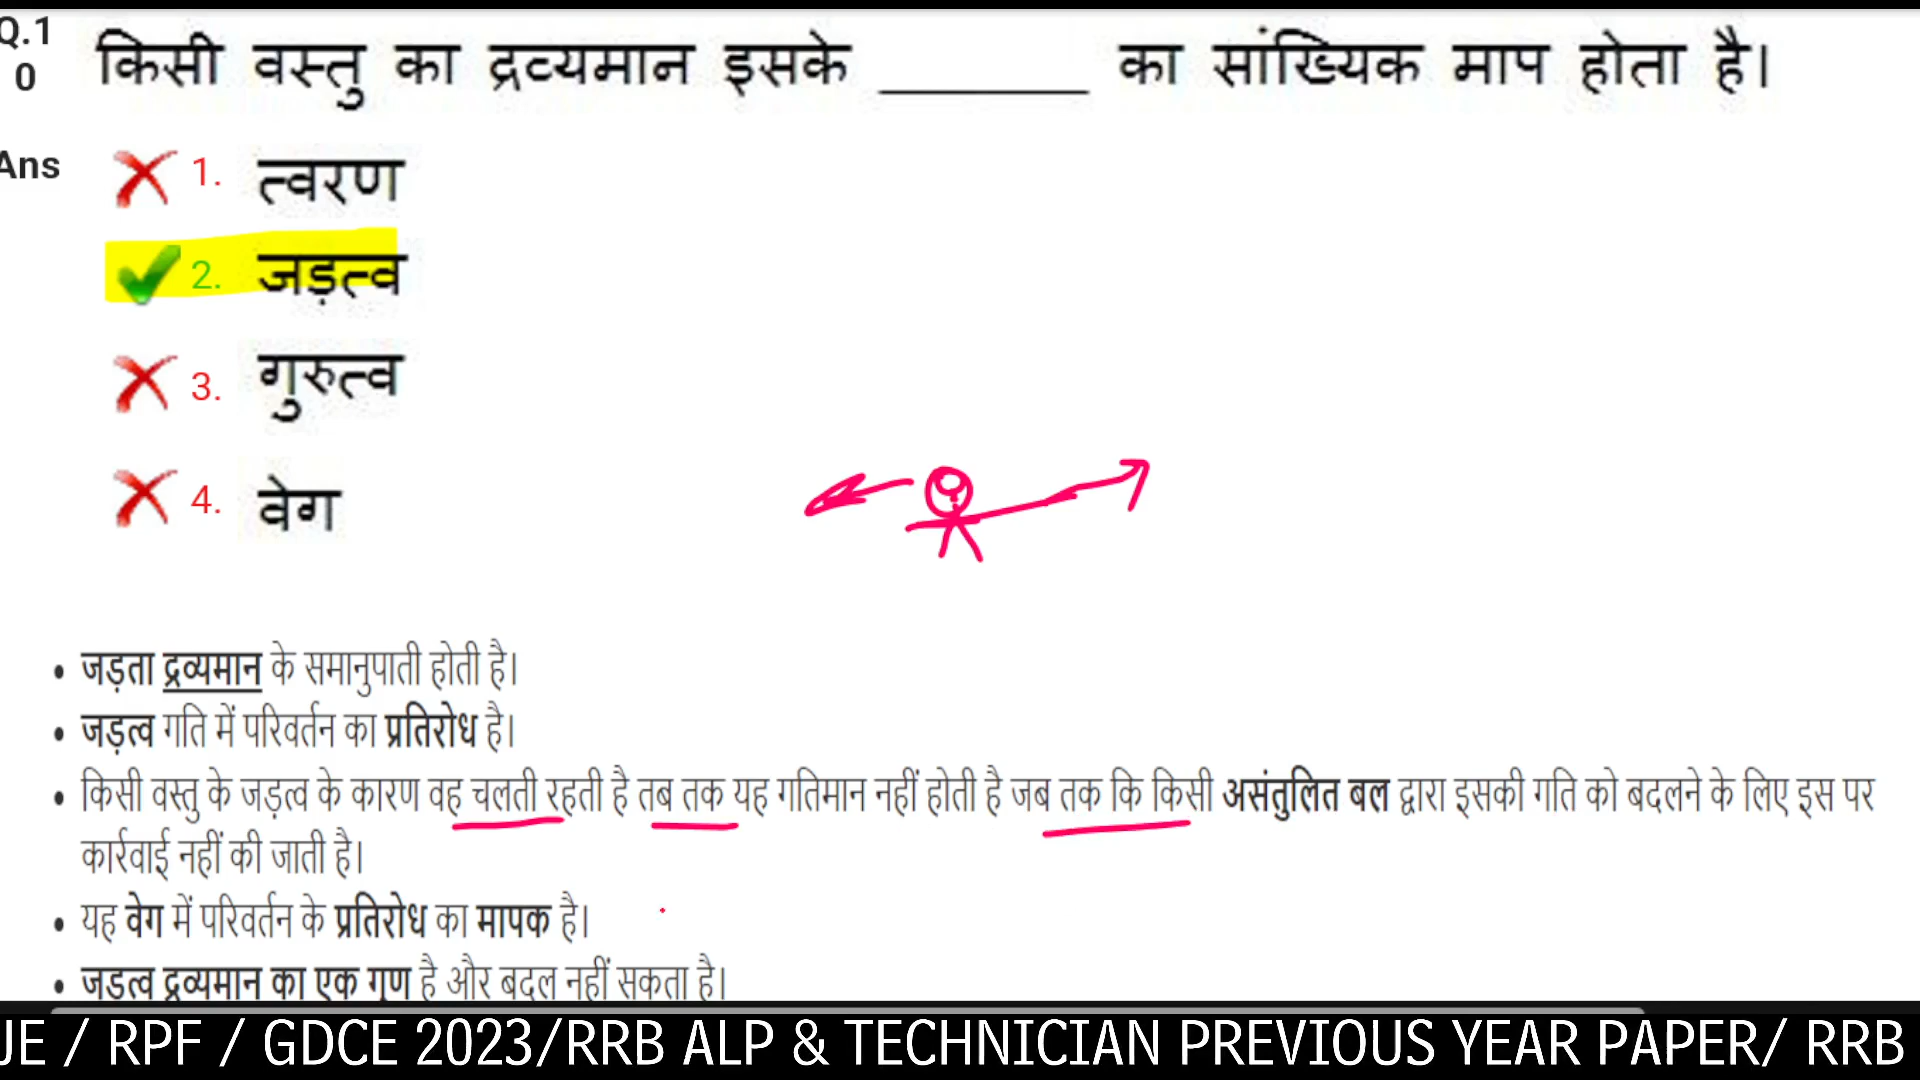 Q.1 किसी वस्तु का द्रव्यमान इसके ________ का सांख्यिक माप होता है।
0
Ans 1. त्वरण
2. जड़त्व
3. गुरुत्व
4. वेग
• जड़ता द्रव्यमान के समानुपाती होती है।
• जड़त्व गति में परिवर्तन का प्रतिरोध है।
• किसी वस्तु के जड़त्व के कारण वह चलती रहती है तब तक यह गतिमान नहीं होती है जब तक कि किसी असंतुलित बल द्वारा इसकी गति को बदलने के लिए इस पर
कार्रवाई नहीं की जाती है।
• यह वेग में परिवर्तन के प्रतिरोध का मापक है।
• जड़त्व द्रव्यमान का एक गुण है और बदल नहीं सकता है।
JE / RPF / GDCE 2023/RRB ALP & TECHNICIAN PREVIOUS YEAR PAPER/ RRB